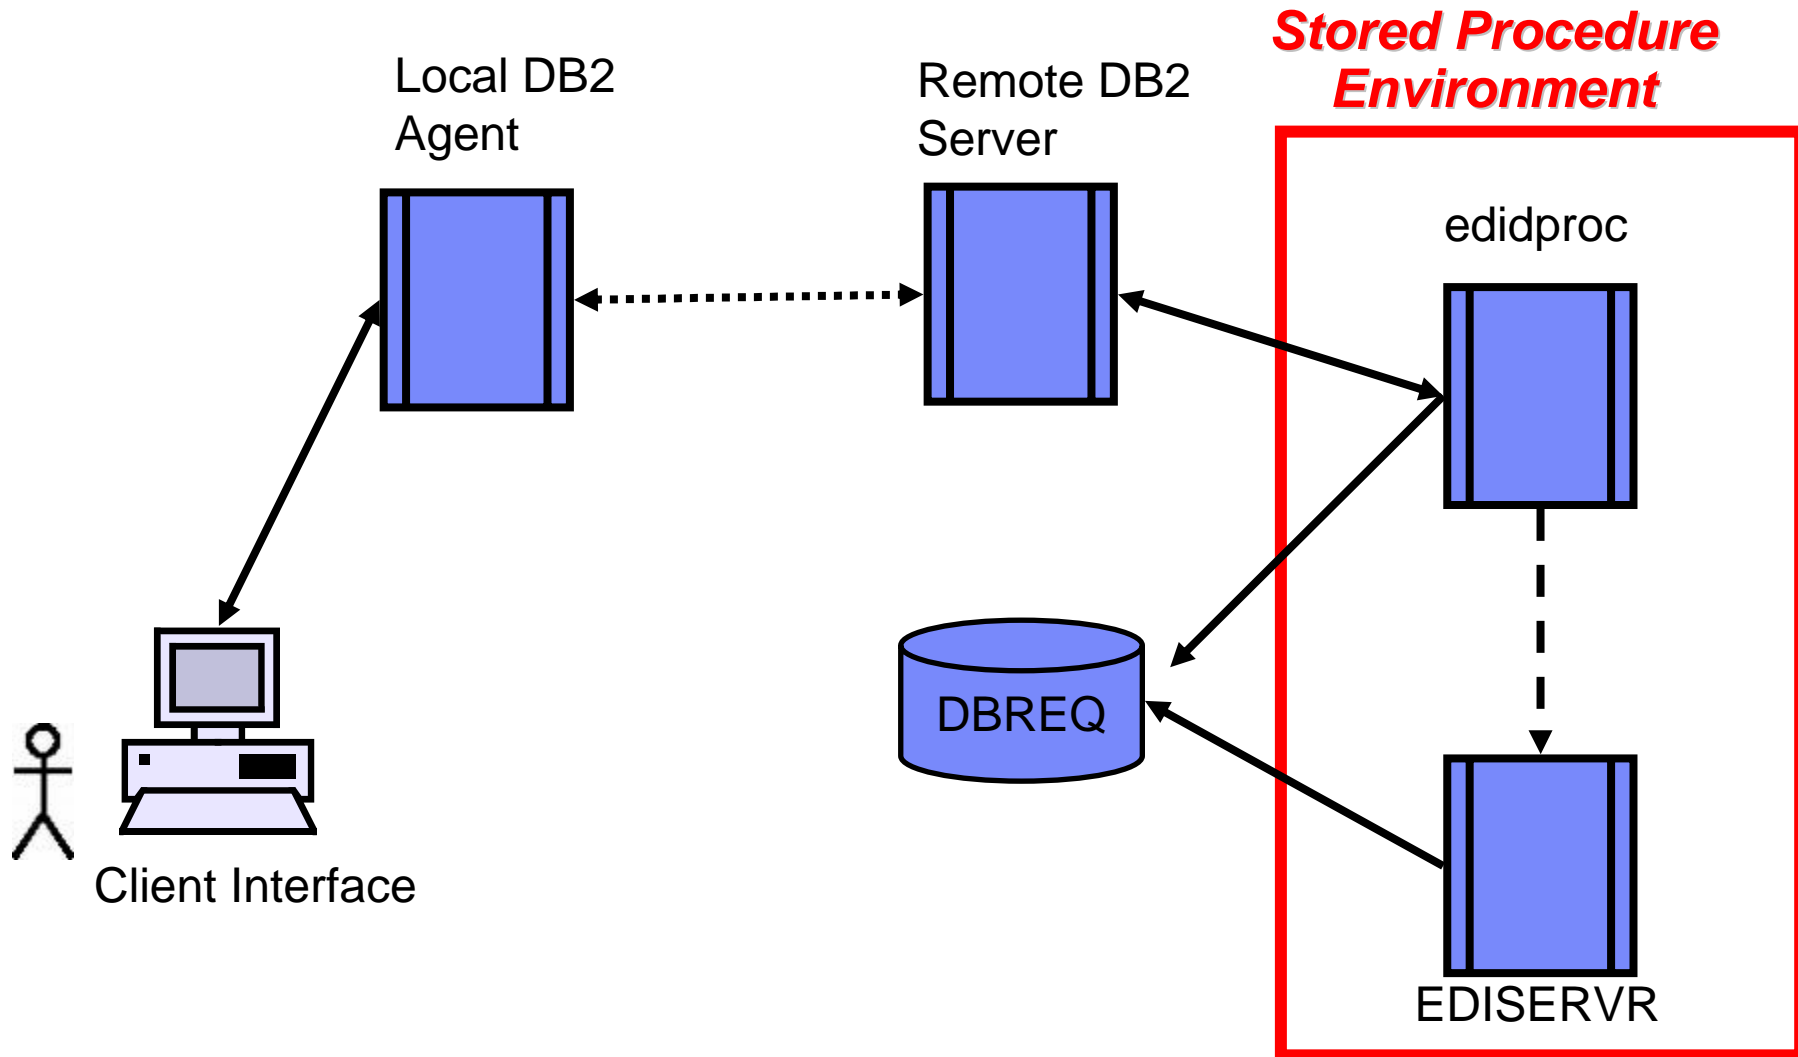 Stored Procedure
Environment
Local DB2
Agent
Remote DB2
Server
edidproc
DBREQ
Client Interface
EDISERVR